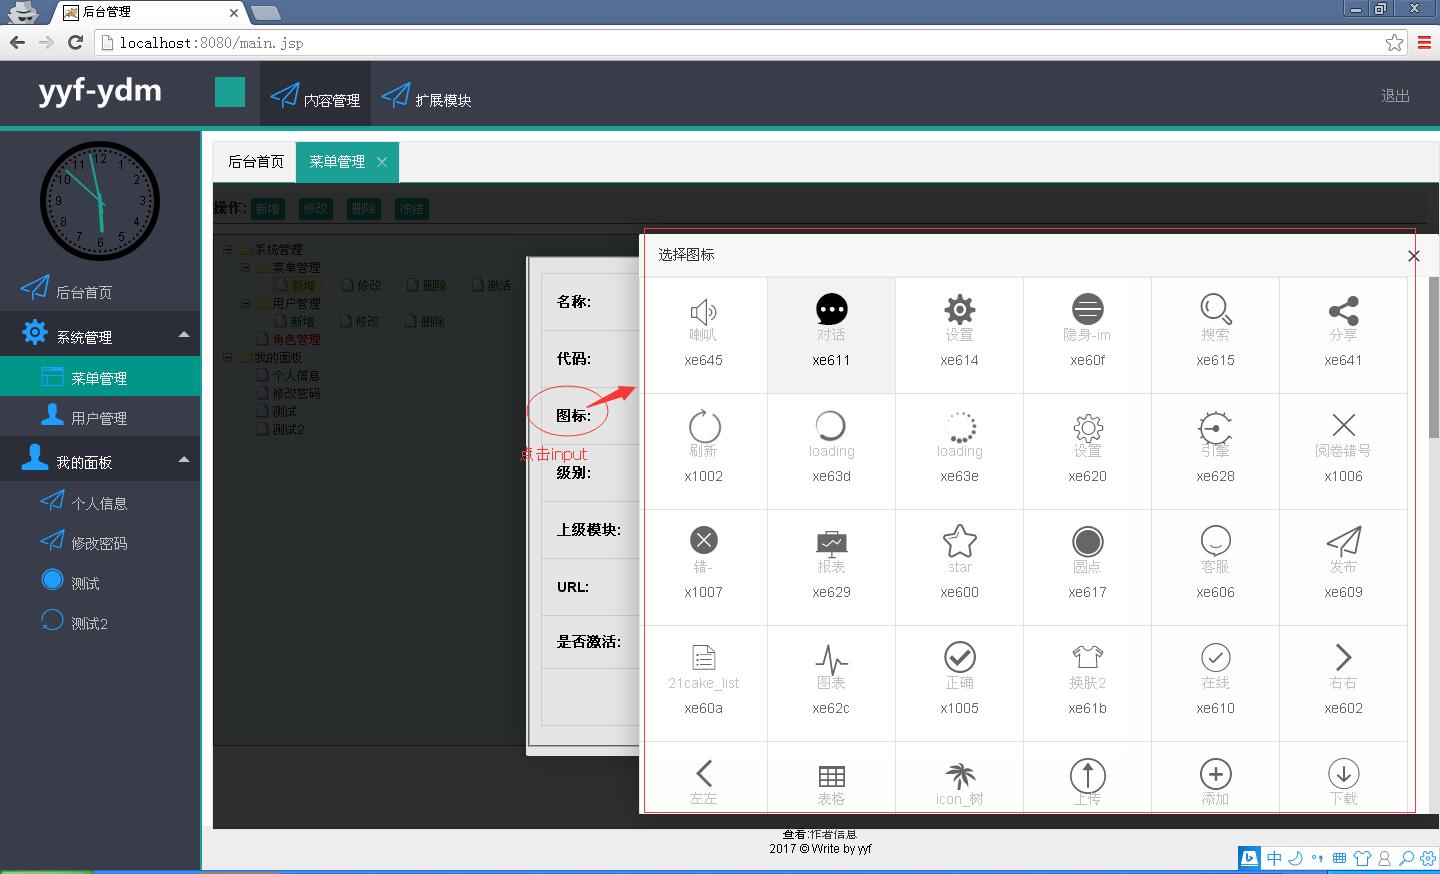 后台管理
localhost:8080/main.jsp
yyf-ydm
内容管理
扩展模块
退出
12
1
2
3
4
5
6
7
8
9
10
11
后台首页
系统管理
菜单管理
用户管理
我的面板
个人信息
修改密码
测试
测试2
后台首页
菜单管理
操作: 新增 修改 删除 冻结
系统管理
菜单管理
新增 修改 删除 激活
用户管理
新增 修改 删除
角色管理
我的面板
个人信息
修改密码
测试
测试2
名称:
代码:
图标:
点击input
级别:
上级模块:
URL:
是否激活:
选择图标
喇叭 对话 设置 隐身-im 搜索 分享
xe645 xe611 xe614 xe60f xe615 xe641
刷新 loading loading 设置 引擎 阅卷错号
x1002 xe63d xe63e xe620 xe628 x1006
错- 报表 star 圆点 客服 发布
x1007 xe629 xe600 xe617 xe606 xe609
21cake_list 图表 正确 换肤2 在线 右右
xe60a xe62c x1005 xe61b xe610 xe602
左左 表格 icon_树 上传 添加 下载
查看:作者信息
2017 © Write by yyf
中